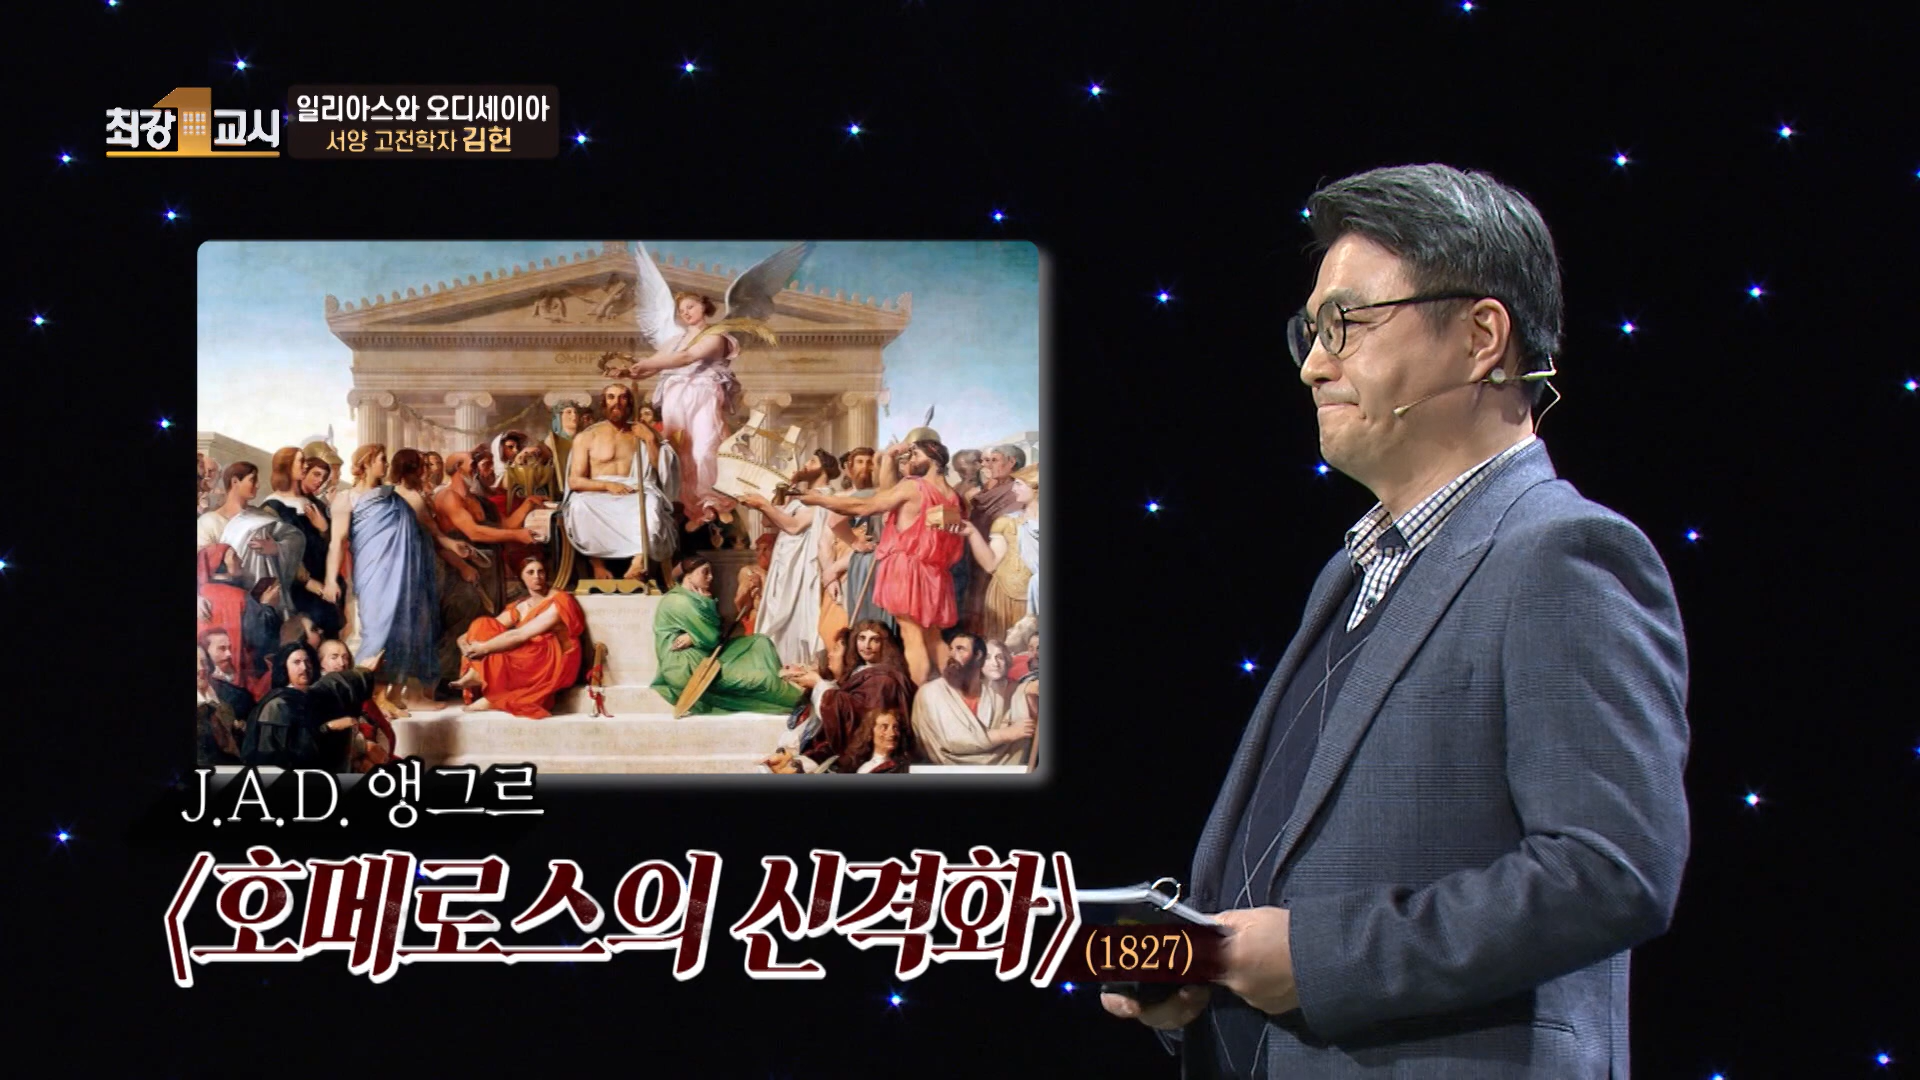 최강1교시
일리아스와 오디세이아
서양 고전학자 김헌
J.A.D. 앵그르
〈호메로스의 신격화〉
(1827)